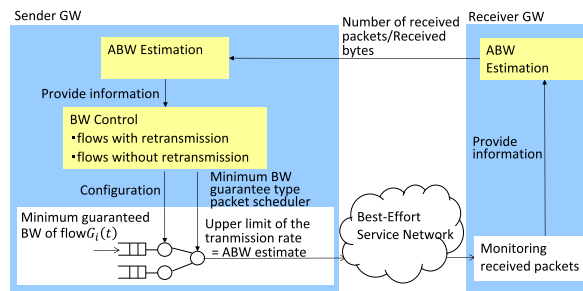 Sender GW
Receiver GW
Number of received
packets/Received
bytes
ABW Estimation
ABW
Estimation
Provide information
BW Control
・flows with retransmission
・flows without retransmission
Provide
information
Configuration
Minimum BW
guarantee type
packet scheduler
Minimum guaranteed
BW of flow𝐺𝑖(𝑡)
Upper limit of the
tranmission rate
= ABW estimate
Best-Effort
Service Network
Monitoring
received packets